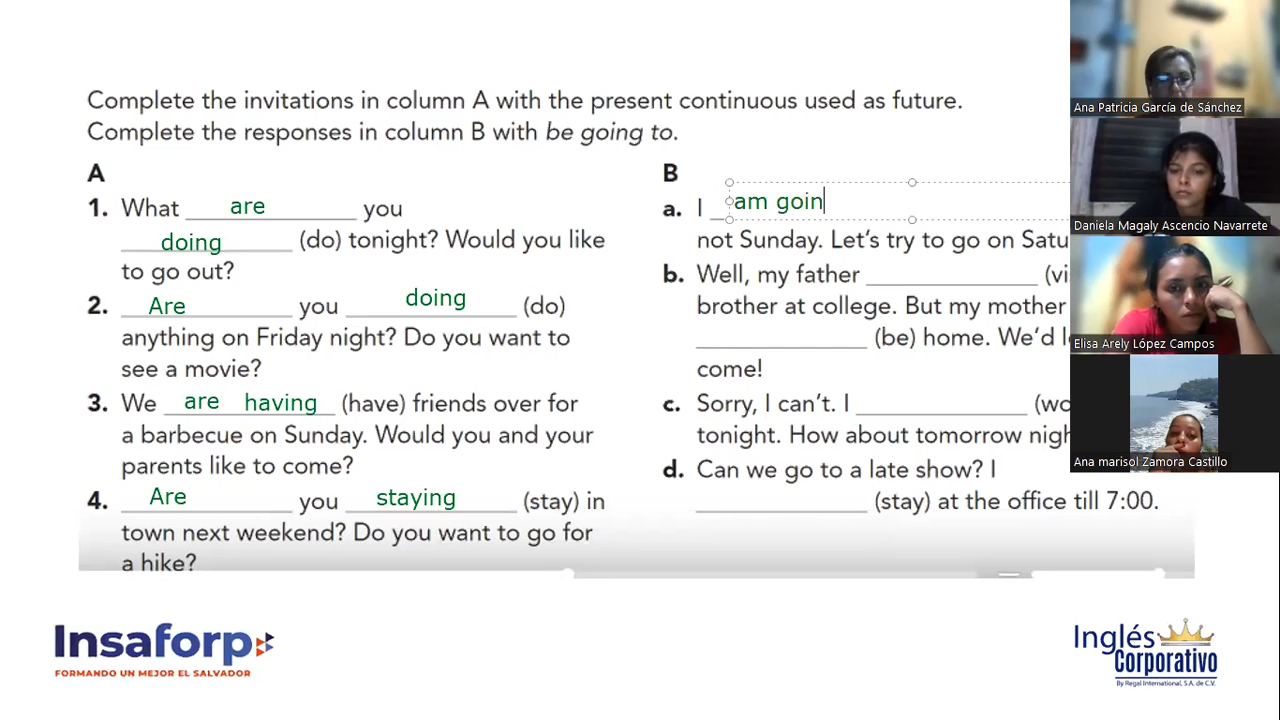 Complete the invitations in column A with the present continuous used as future.
Complete the responses in column B with be going to.
A
1. What are you
doing (do) tonight? Would you like
to go out?
2. Are you doing (do)
anything on Friday night? Do you want to
see a movie?
3. We are having (have) friends over for
a barbecue on Sunday. Would you and your
parents like to come?
4. Are you staying (stay) in
town next weekend? Do you want to go for
a hike?
B
a. I am goin
not Sunday. Let's try to go on Satu
b. Well, my father (vi
brother at college. But my mother
(be) home. We'd l
come!
c. Sorry, I can't. I (wo
tonight. How about tomorrow nigh
d. Can we go to a late show? I
(stay) at the office till 7:00.
Ana Patricia García de Sánchez
Daniela Magaly Ascencio Navarrete
Elisa Arely López Campos
Ana marisol Zamora Castillo
Insaforp
FORMANDO UN MEJOR EL SALVADOR
Inglés
Corporativo
By Regal International, S.A. de C.V.